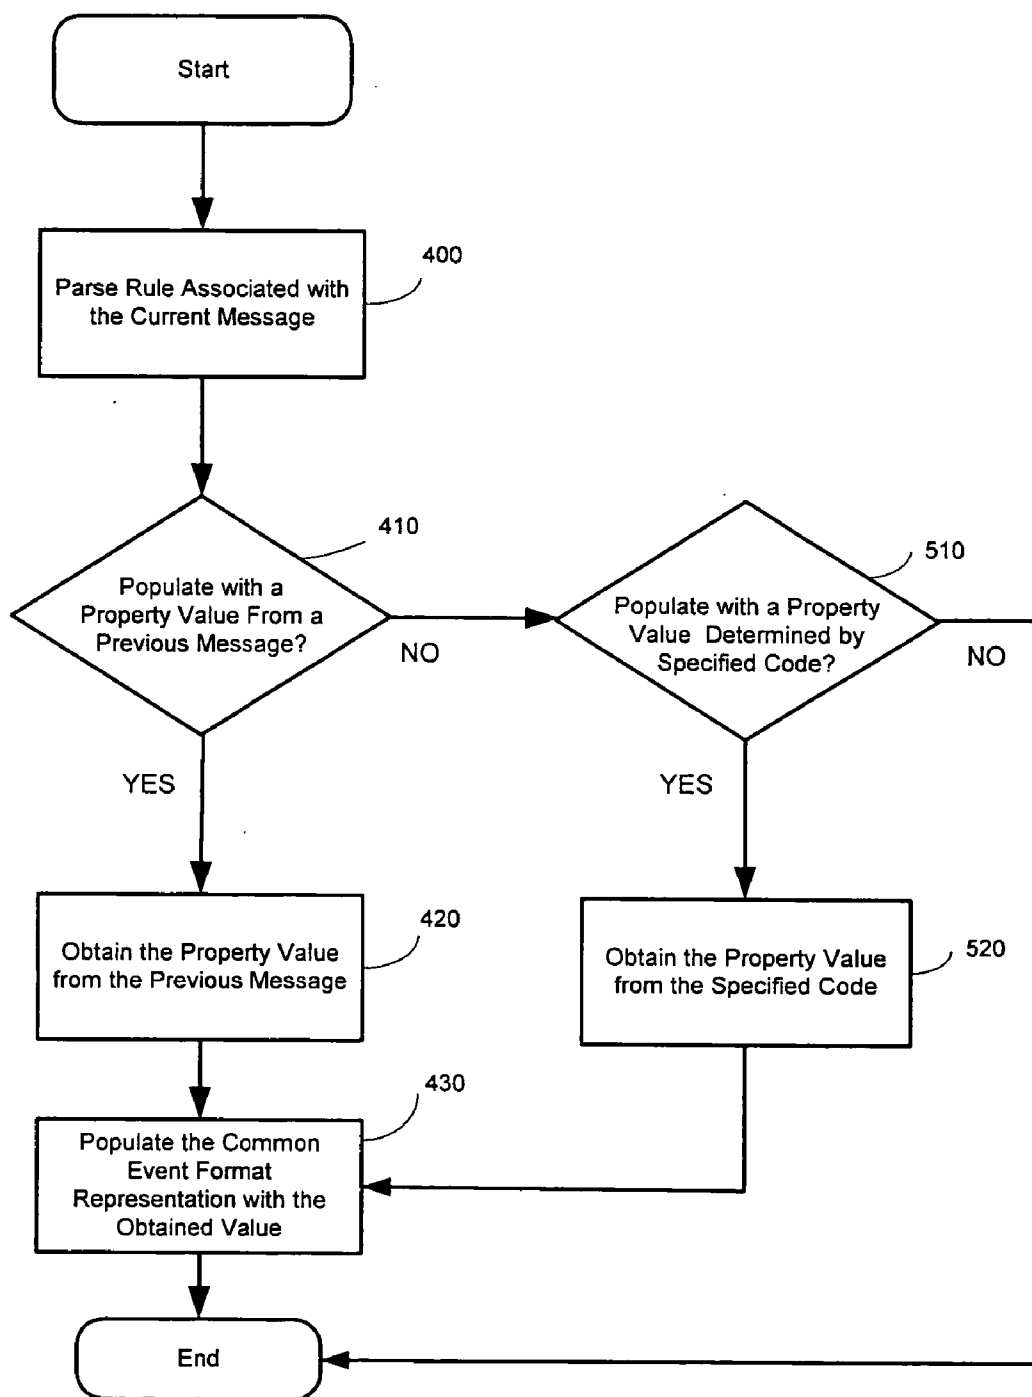 Start
400
Parse Rule Associated with
the Current Message
410
Populate with a
Property Value From a
Previous Message?
NO
510
Populate with a Property
Value Determined by
Specified Code?
NO
YES
YES
420
Obtain the Property Value
from the Previous Message
520
Obtain the Property Value
from the Specified Code
430
Populate the Common
Event Format
Representation with the
Obtained Value
End